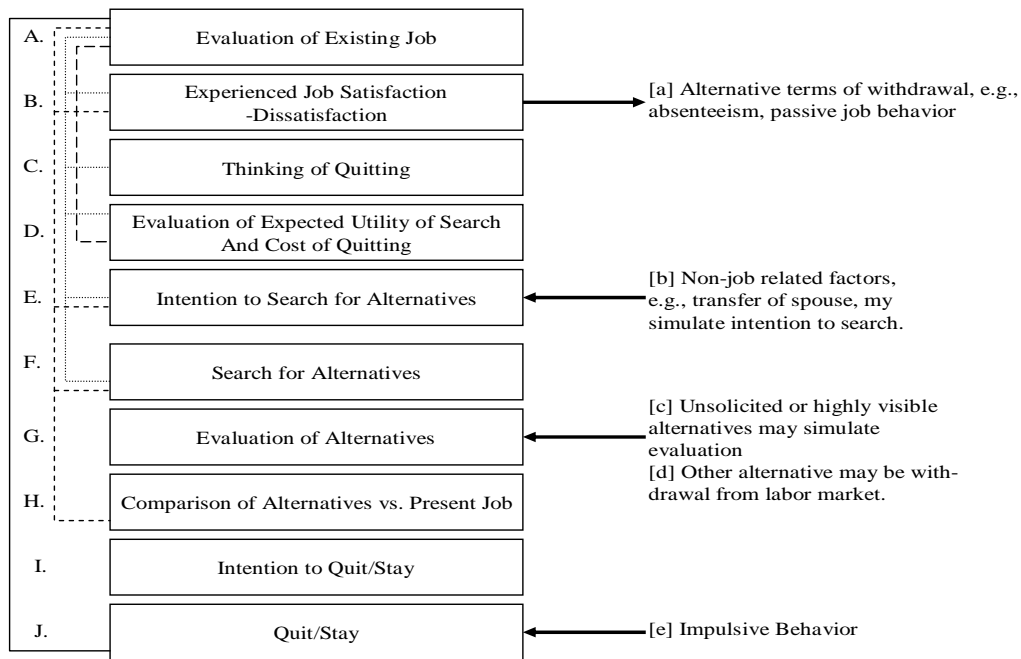 A.
Evaluation of Existing Job
B.
Experienced Job Satisfaction
-Dissatisfaction
[a] Alternative terms of withdrawal, e.g.,
absenteeism, passive job behavior
C.
Thinking of Quitting
D.
Evaluation of Expected Utility of Search
And Cost of Quitting
E.
Intention to Search for Alternatives
[b] Non-job related factors,
e.g., transfer of spouse, my
simulate intention to search.
F.
Search for Alternatives
G.
Evaluation of Alternatives
[c] Unsolicited or highly visible
alternatives may simulate
evaluation
[d] Other alternative may be with-
drawal from labor market.
H.
Comparison of Alternatives vs. Present Job
I.
Intention to Quit/Stay
J.
Quit/Stay
[e] Impulsive Behavior